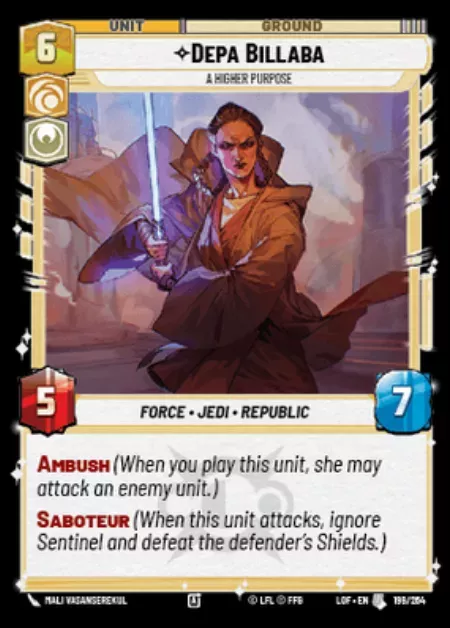 UNIT
GROUND
6
DEPA BILLABA
A HIGHER PURPOSE
5
FORCE • JEDI • REPUBLIC
7
AMBUSH (When you play this unit, she may
attack an enemy unit.)
SABOTEUR (When this unit attacks, ignore
Sentinel and defeat the defender's Shields.)
MALI VASANSEREKUL
A
© LFL ® FFG
LOF • EN
/264